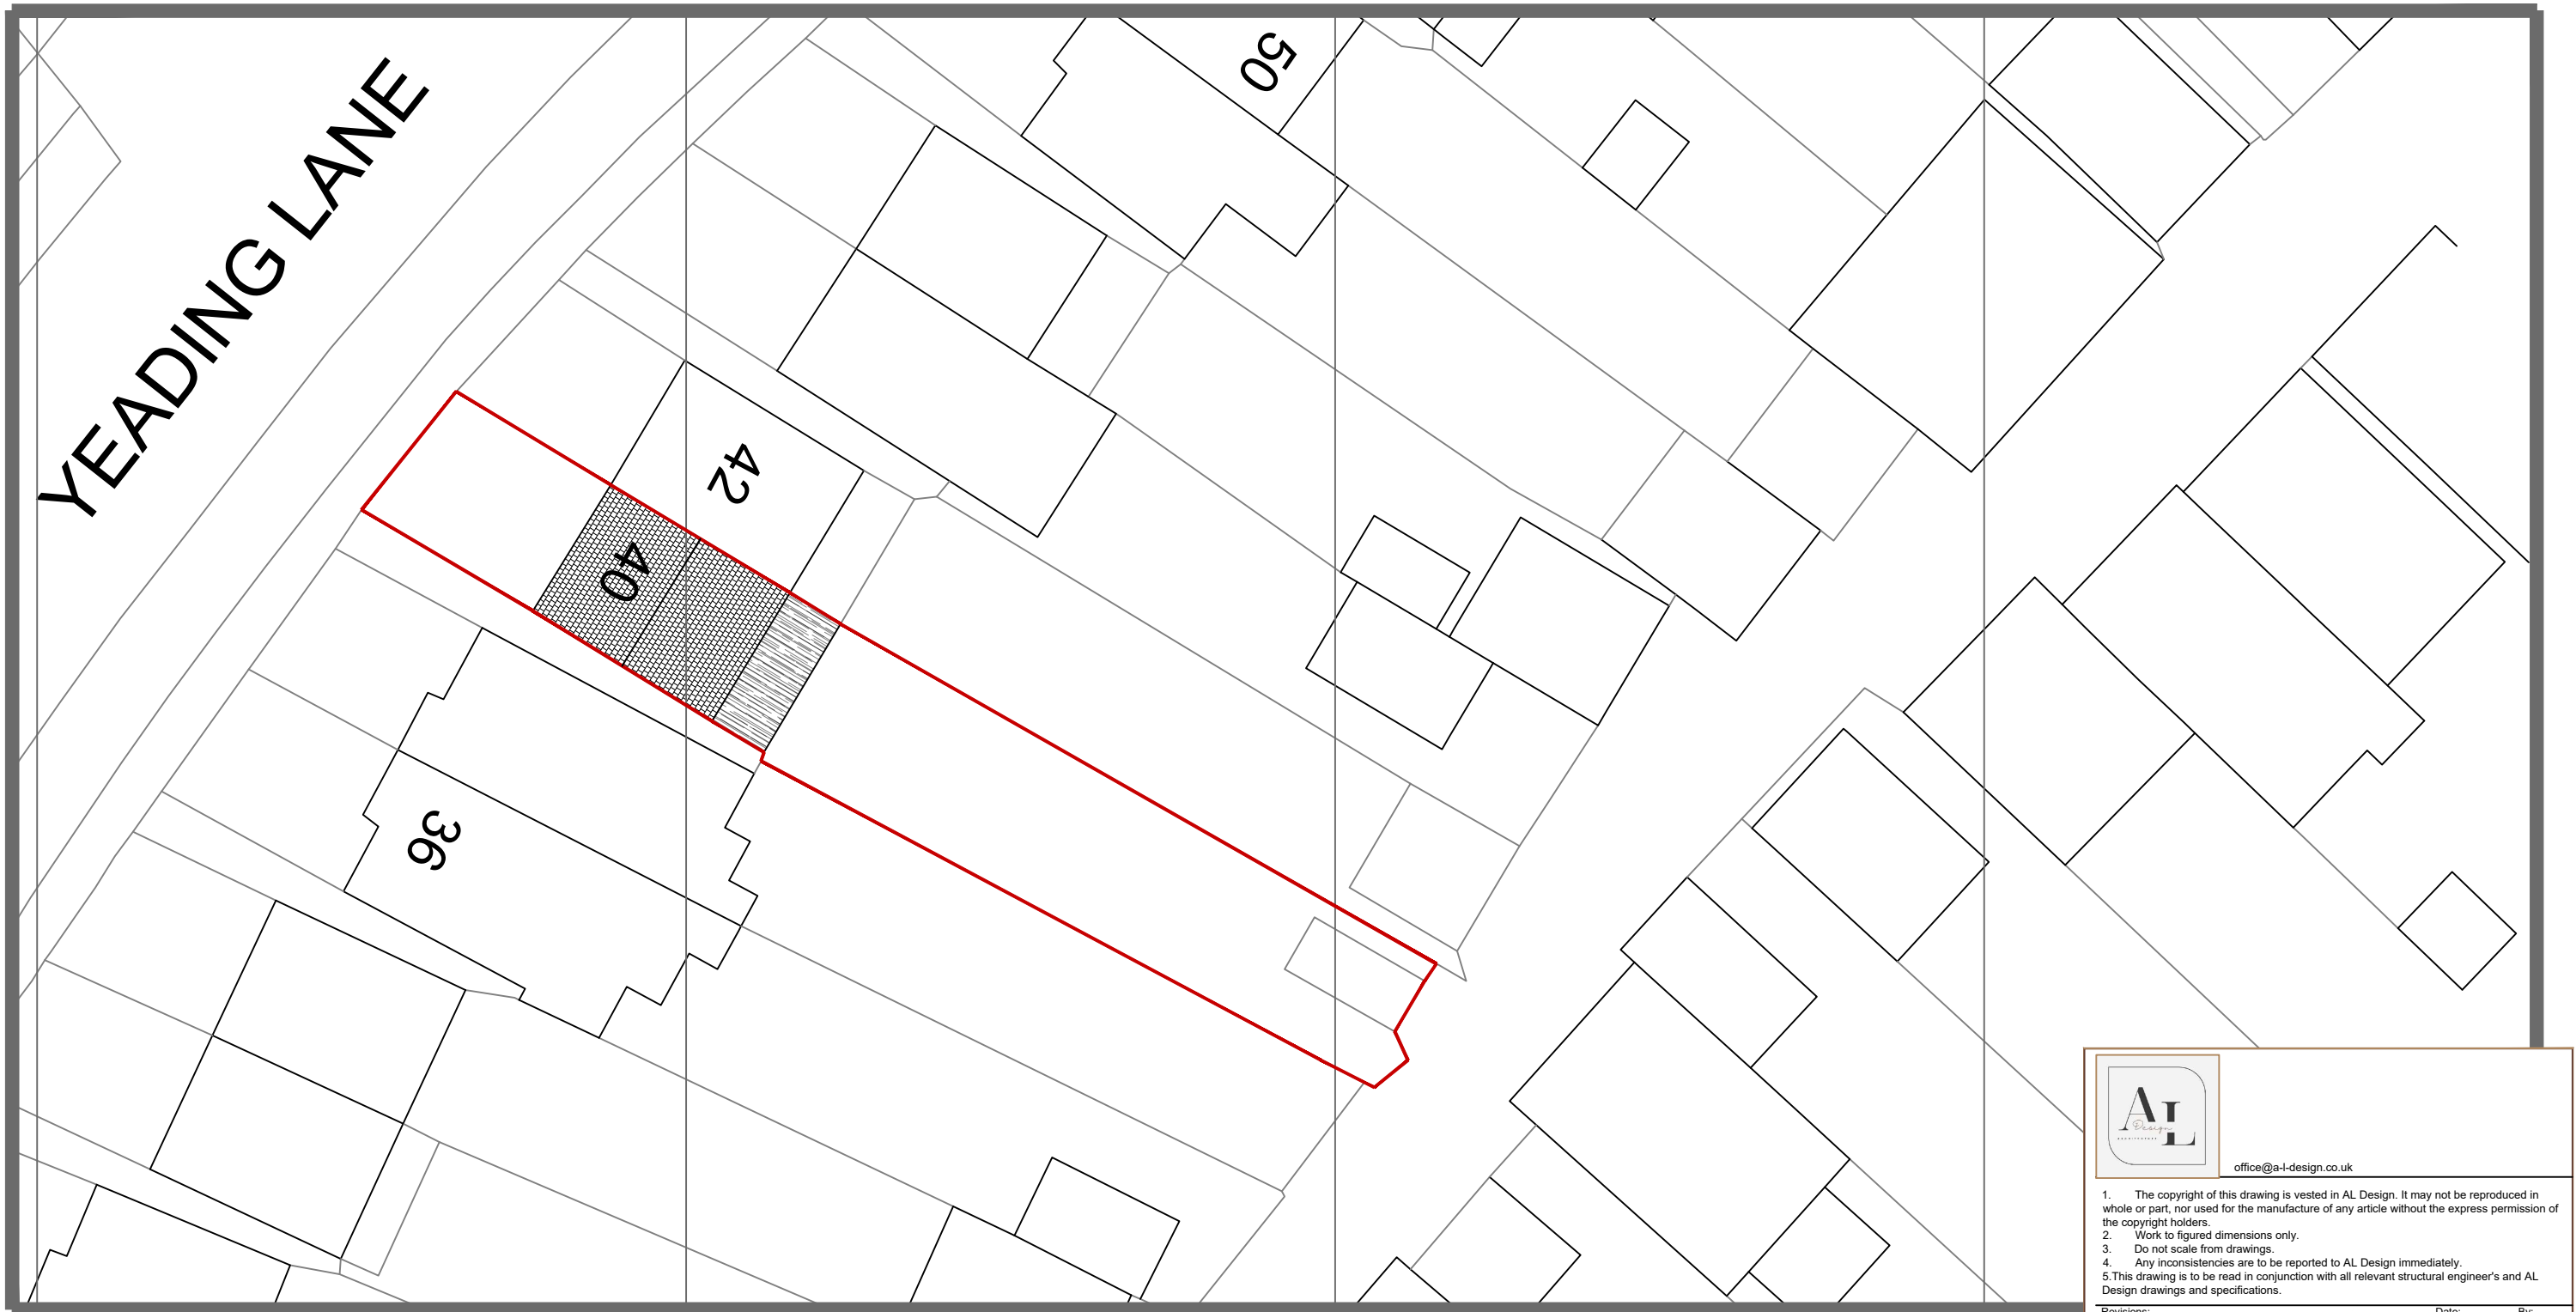 YEADING LANE
50
42
40
36
AL
Design
ARCHITECTURE
office@a-l-design.co.uk
1. The copyright of this drawing is vested in AL Design. It may not be reproduced in
whole or part, nor used for the manufacture of any article without the express permission of
the copyright holders.
2. Work to figured dimensions only.
3. Do not scale from drawings.
4. Any inconsistencies are to be reported to AL Design immediately.
5.This drawing is to be read in conjunction with all relevant structural engineer's and AL
Design drawings and specifications.
Revisions: Date: By: